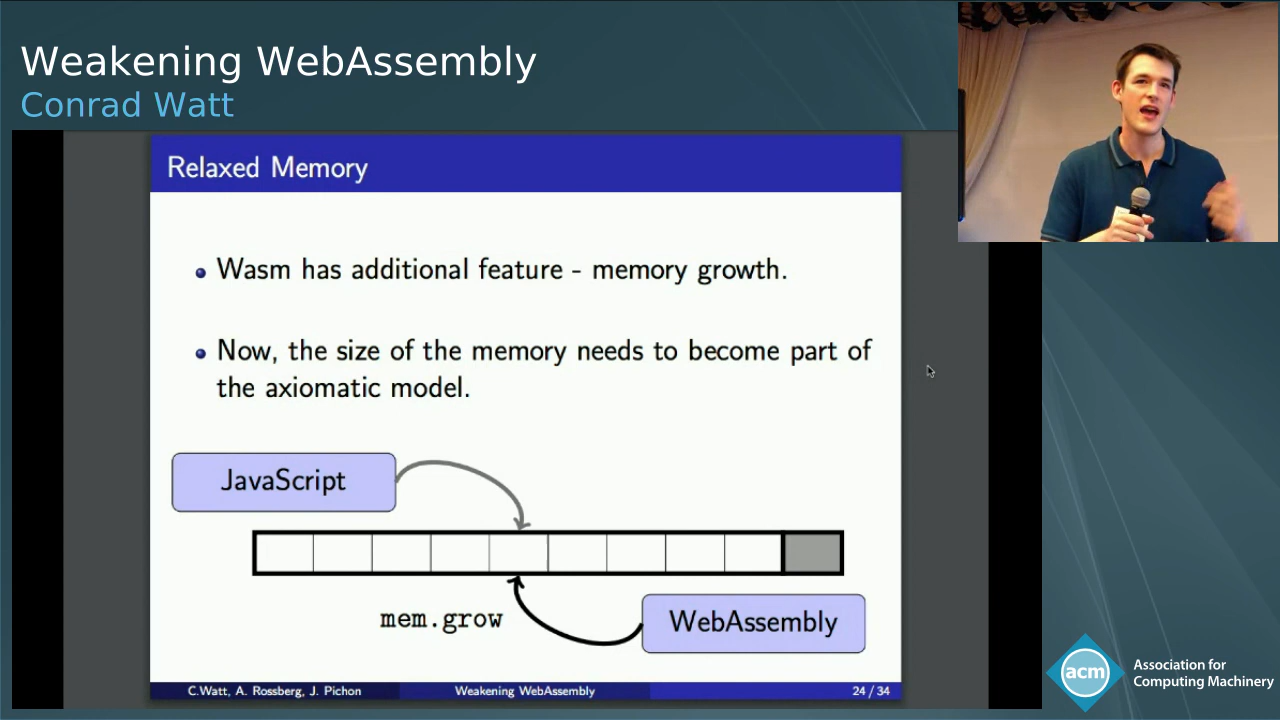 Weakening WebAssembly
Conrad Watt
Relaxed Memory
Wasm has additional feature - memory growth.
Now, the size of the memory needs to become part of
the axiomatic model.
JavaScript
mem.grow
WebAssembly
C.Watt, A. Rossberg, J. Pichon
Weakening WebAssembly
24 / 34
acm
Association for
Computing Machinery